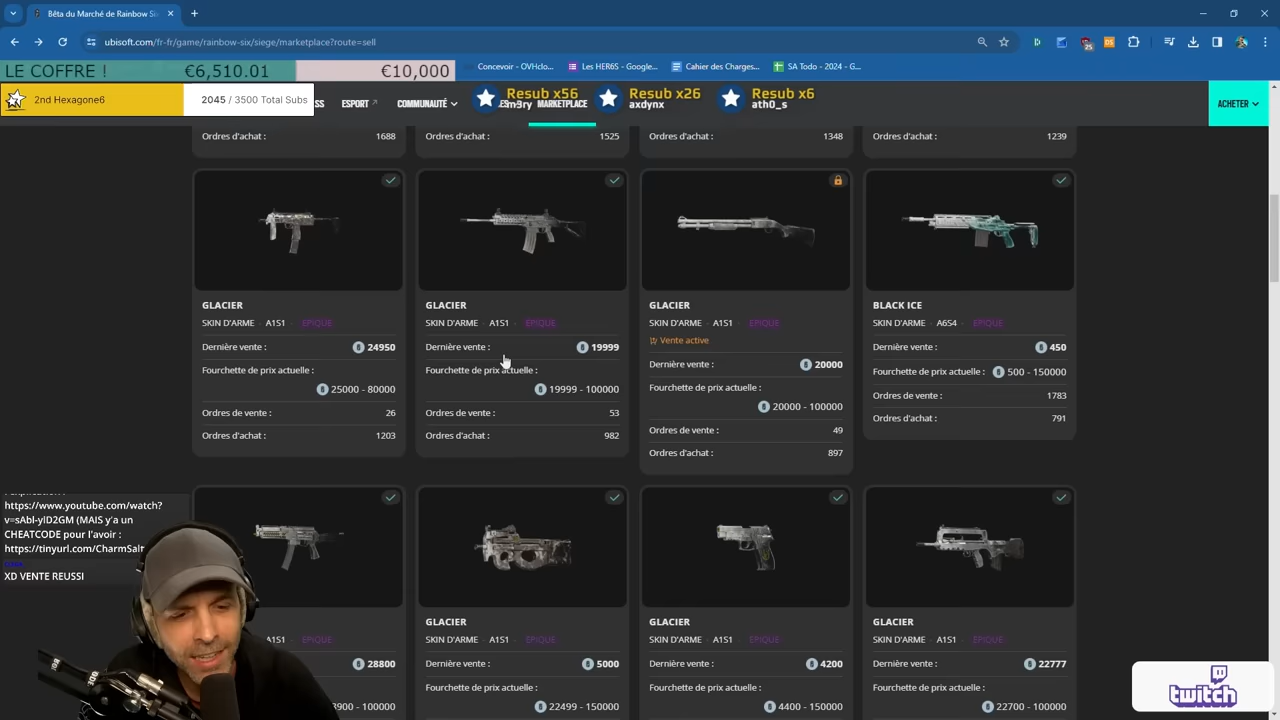 Bêta du Marché de Rainbow Si
ubisoft.com/fr-fr/game/rainbow-six/siege/marketplace?route=sell
LE COFFRE ! €6,510.01 €10,000
Concevoir - OVHclo... Les HER6S - Google... Cahier des Charges... SA Todo - 2024 - G...
2nd Hexagone6 2045 / 3500 Total Subs
ESPORT COMMUNAUTÉ MARKETPLACE ACHETER
Resub x56 Resub x26 Resub x6
axdynx ath0_s
Ordres d'achat : 1688 Ordres d'achat : 1525 Ordres d'achat : 1348 Ordres d'achat : 1239
GLACIER
SKIN D'ARME A1S1 ÉPIQUE
Dernière vente : 24950
Fourchette de prix actuelle :
25000 - 80000
Ordres de vente : 26
Ordres d'achat : 1203
GLACIER
SKIN D'ARME A1S1 ÉPIQUE
Dernière vente : 19999
Fourchette de prix actuelle :
19999 - 100000
Ordres de vente : 53
Ordres d'achat : 982
GLACIER
SKIN D'ARME A1S1 ÉPIQUE
Vente active
Dernière vente : 20000
Fourchette de prix actuelle :
20000 - 100000
Ordres de vente : 49
Ordres d'achat : 897
BLACK ICE
SKIN D'ARME A6S4 ÉPIQUE
Dernière vente : 450
Fourchette de prix actuelle : 500 - 150000
Ordres de vente : 1783
Ordres d'achat : 791
https://www.youtube.com/watch?
v=sAbl-ylD2GM (MAIS y'a un
CHEATCODE pour l'avoir :
https://tinyurl.com/CharmSalt
XD VENTE REUSSI
A1S1 ÉPIQUE
28800
900 - 100000
GLACIER
SKIN D'ARME A1S1 ÉPIQUE
Dernière vente : 5000
Fourchette de prix actuelle :
22499 - 150000
GLACIER
SKIN D'ARME A1S1 ÉPIQUE
Dernière vente : 4200
Fourchette de prix actuelle :
4400 - 150000
GLACIER
SKIN D'ARME A1S1 ÉPIQUE
Dernière vente : 22777
Fourchette de prix actuelle :
22700 - 100000
twitch